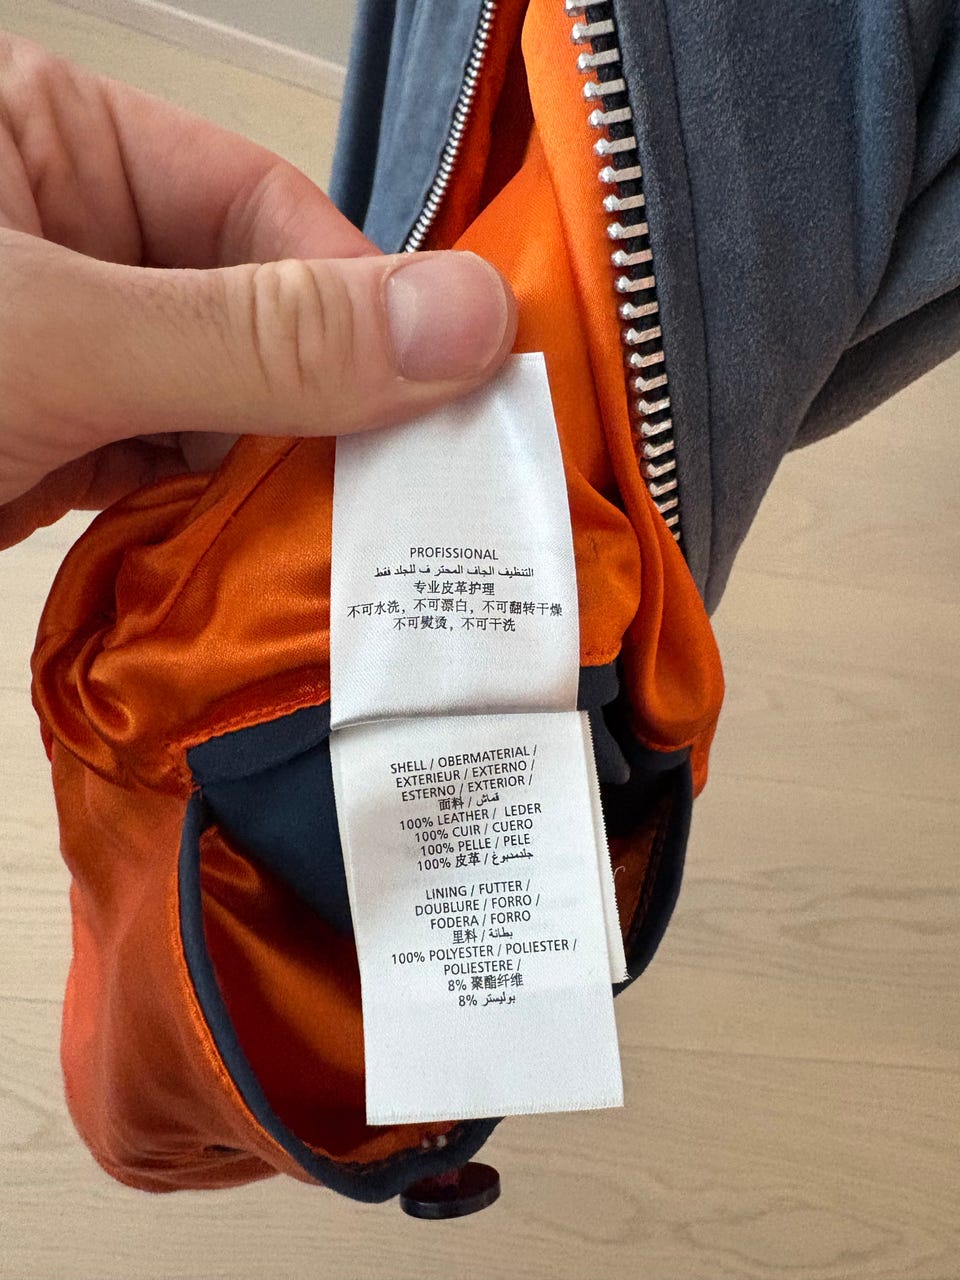 PROFISSIONAL
التنظيف الجاف المحتر ف للجلد فقط
专业皮革护理
不可水洗，不可漂白，不可翻转干燥
不可熨烫，不可干洗
SHELL / OBERMATERIAL /
EXTERIEUR / EXTERNO /
ESTERNO / EXTERIOR /
面料 / قماش
100% LEATHER / LEDER
100% CUIR / CUERO
100% PELLE / PELE
100% 皮革 / جلدمدبوغ
LINING / FUTTER /
DOUBLURE / FORRO /
FODERA / FORRO
里料 / بطانة
100% POLYESTER / POLIESTER /
POLIESTERE /
8% 聚酯纤维
8% بوليستر